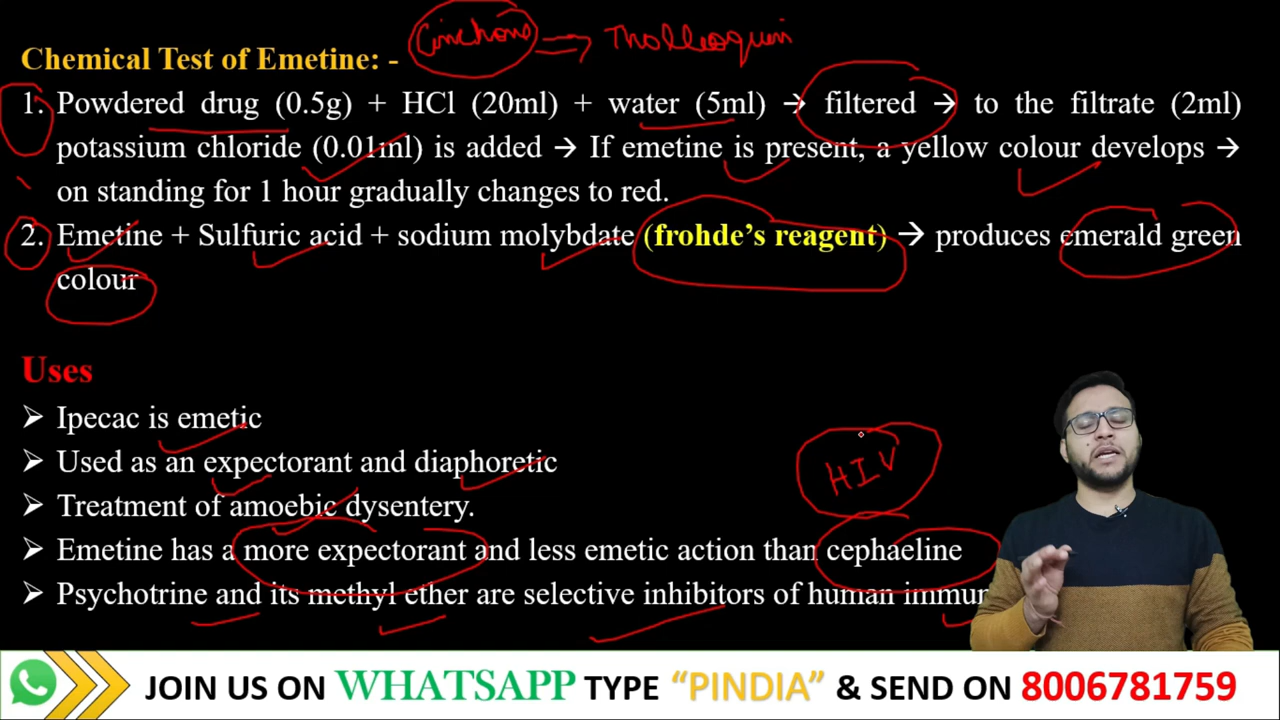 Cinchona → Thalleoquin
Chemical Test of Emetine: -
1. Powdered drug (0.5g) + HCl (20ml) + water (5ml) → filtered → to the filtrate (2ml)
potassium chloride (0.01ml) is added → If emetine is present, a yellow colour develops →
on standing for 1 hour gradually changes to red.
2. Emetine + Sulfuric acid + sodium molybdate (frohde's reagent) → produces emerald green
colour
Uses
➢ Ipecac is emetic
➢ Used as an expectorant and diaphoretic
HIV
➢ Treatment of amoebic dysentery.
➢ Emetine has a more expectorant and less emetic action than cephaeline
➢ Psychotrine and its methyl ether are selective inhibitors of human immun
JOIN US ON WHATSAPP TYPE “PINDIA” & SEND ON 8006781759